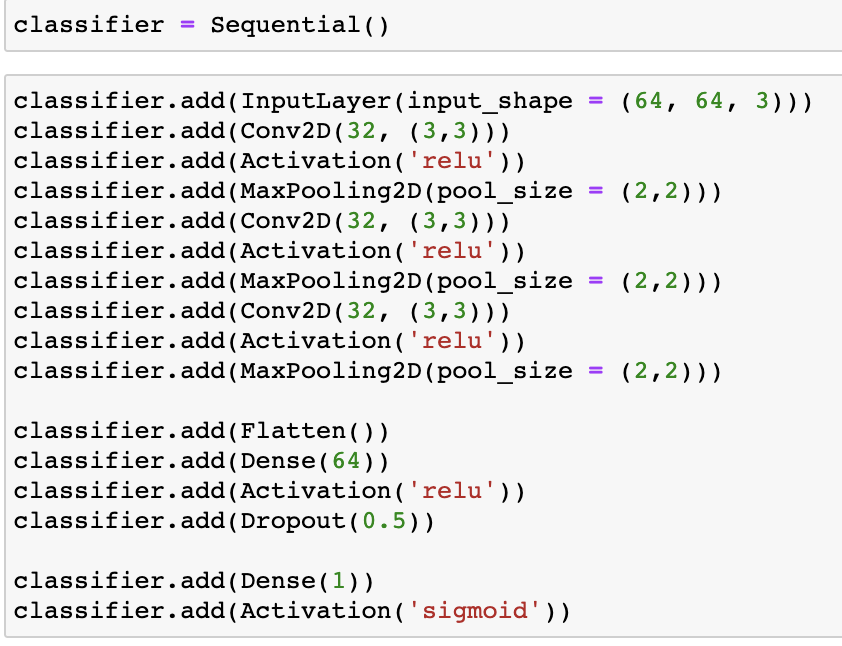 classifier = Sequential()
classifier.add(InputLayer(input_shape = (64, 64, 3)))
classifier.add(Conv2D(32, (3,3)))
classifier.add(Activation('relu'))
classifier.add(MaxPooling2D(pool_size = (2,2)))
classifier.add(Conv2D(32, (3,3)))
classifier.add(Activation('relu'))
classifier.add(MaxPooling2D(pool_size = (2,2)))
classifier.add(Conv2D(32, (3,3)))
classifier.add(Activation('relu'))
classifier.add(MaxPooling2D(pool_size = (2,2)))
classifier.add(Flatten())
classifier.add(Dense(64))
classifier.add(Activation('relu'))
classifier.add(Dropout(0.5))
classifier.add(Dense(1))
classifier.add(Activation('sigmoid'))